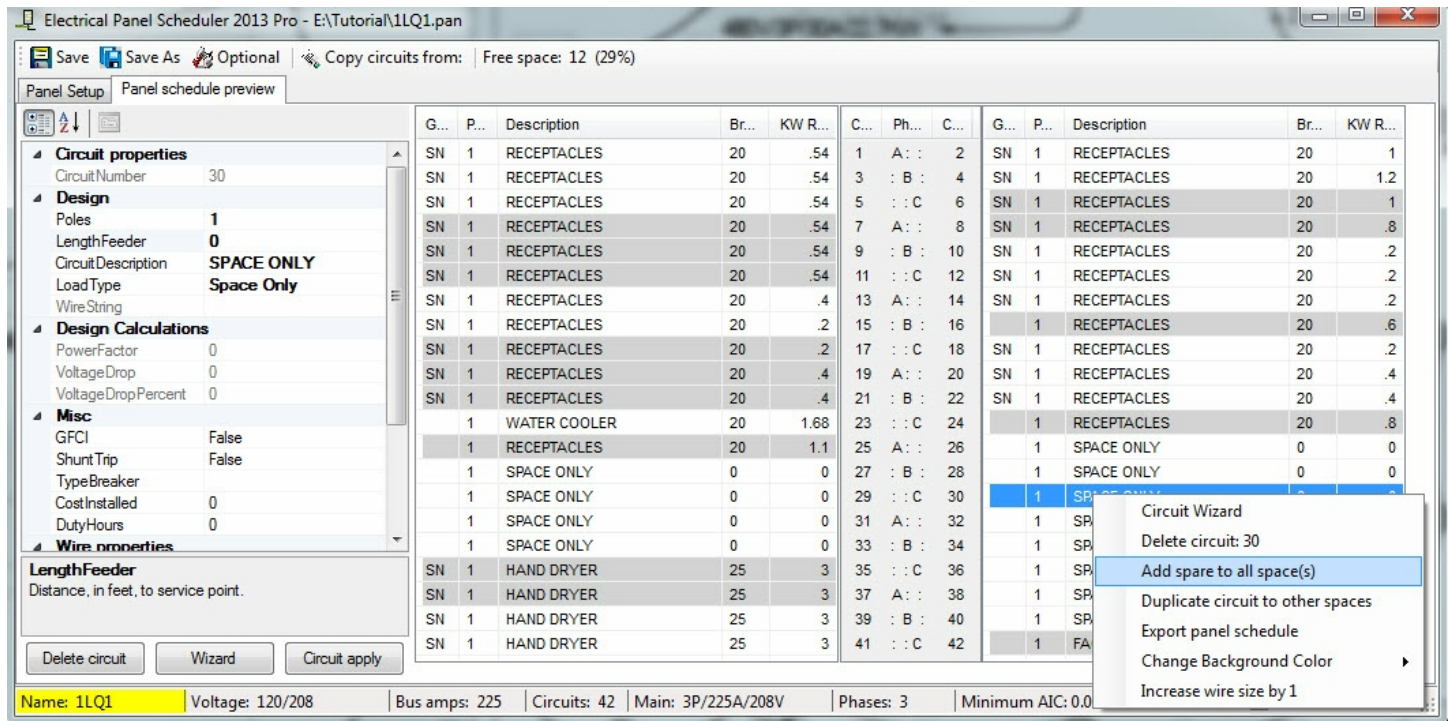 Electrical Panel Scheduler 2013 Pro - E:\Tutorial\1LQ1.pan
Save Save As Optional Copy circuits from: Free space: 12 (29%)
Panel Setup Panel schedule preview
Circuit properties
CircuitNumber 30
Design
Poles 1
LengthFeeder 0
CircuitDescription SPACE ONLY
LoadType Space Only
WireString
Design Calculations
PowerFactor 0
VoltageDrop 0
VoltageDropPercent 0
Misc
GFCI False
ShuntTrip False
TypeBreaker
CostInstalled 0
DutyHours 0
Wire properties
LengthFeeder
Distance, in feet, to service point.
Delete circuit Wizard Circuit apply
G... P... Description Br... KW R... C... Ph... C... G... P... Description Br... KW R...
SN 1 RECEPTACLES 20 .54 1 A: : 2 SN 1 RECEPTACLES 20 1
SN 1 RECEPTACLES 20 .54 3 : B : 4 SN 1 RECEPTACLES 20 1.2
SN 1 RECEPTACLES 20 .54 5 : : C 6 SN 1 RECEPTACLES 20 1
SN 1 RECEPTACLES 20 .54 7 A: : 8 SN 1 RECEPTACLES 20 .8
SN 1 RECEPTACLES 20 .54 9 : B : 10 SN 1 RECEPTACLES 20 .2
SN 1 RECEPTACLES 20 .54 11 : : C 12 SN 1 RECEPTACLES 20 .2
SN 1 RECEPTACLES 20 .4 13 A: : 14 SN 1 RECEPTACLES 20 .2
SN 1 RECEPTACLES 20 .2 15 : B : 16 1 RECEPTACLES 20 .6
SN 1 RECEPTACLES 20 .2 17 : : C 18 SN 1 RECEPTACLES 20 .2
SN 1 RECEPTACLES 20 .4 19 A: : 20 SN 1 RECEPTACLES 20 .4
SN 1 RECEPTACLES 20 .4 21 : B : 22 SN 1 RECEPTACLES 20 .4
1 WATER COOLER 20 1.68 23 : : C 24 1 RECEPTACLES 20 .8
1 RECEPTACLES 20 1.1 25 A: : 26 1 SPACE ONLY 0 0
1 SPACE ONLY 0 0 27 : B : 28 1 SPACE ONLY 0 0
1 SPACE ONLY 0 0 29 : : C 30 1
1 SPACE ONLY 0 0 31 A: : 32 1
1 SPACE ONLY 0 0 33 : B : 34 1
SN 1 HAND DRYER 25 3 35 : : C 36 1
SN 1 HAND DRYER 25 3 37 A: : 38 1
SN 1 HAND DRYER 25 3 39 : B : 40 1
SN 1 HAND DRYER 25 3 41 : : C 42 1
Circuit Wizard
Delete circuit: 30
Add spare to all space(s)
Duplicate circuit to other spaces
Export panel schedule
Change Background Color
Increase wire size by 1
Name: 1LQ1 Voltage: 120/208 Bus amps: 225 Circuits: 42 Main: 3P/225A/208V Phases: 3 Minimum AIC: 0.0